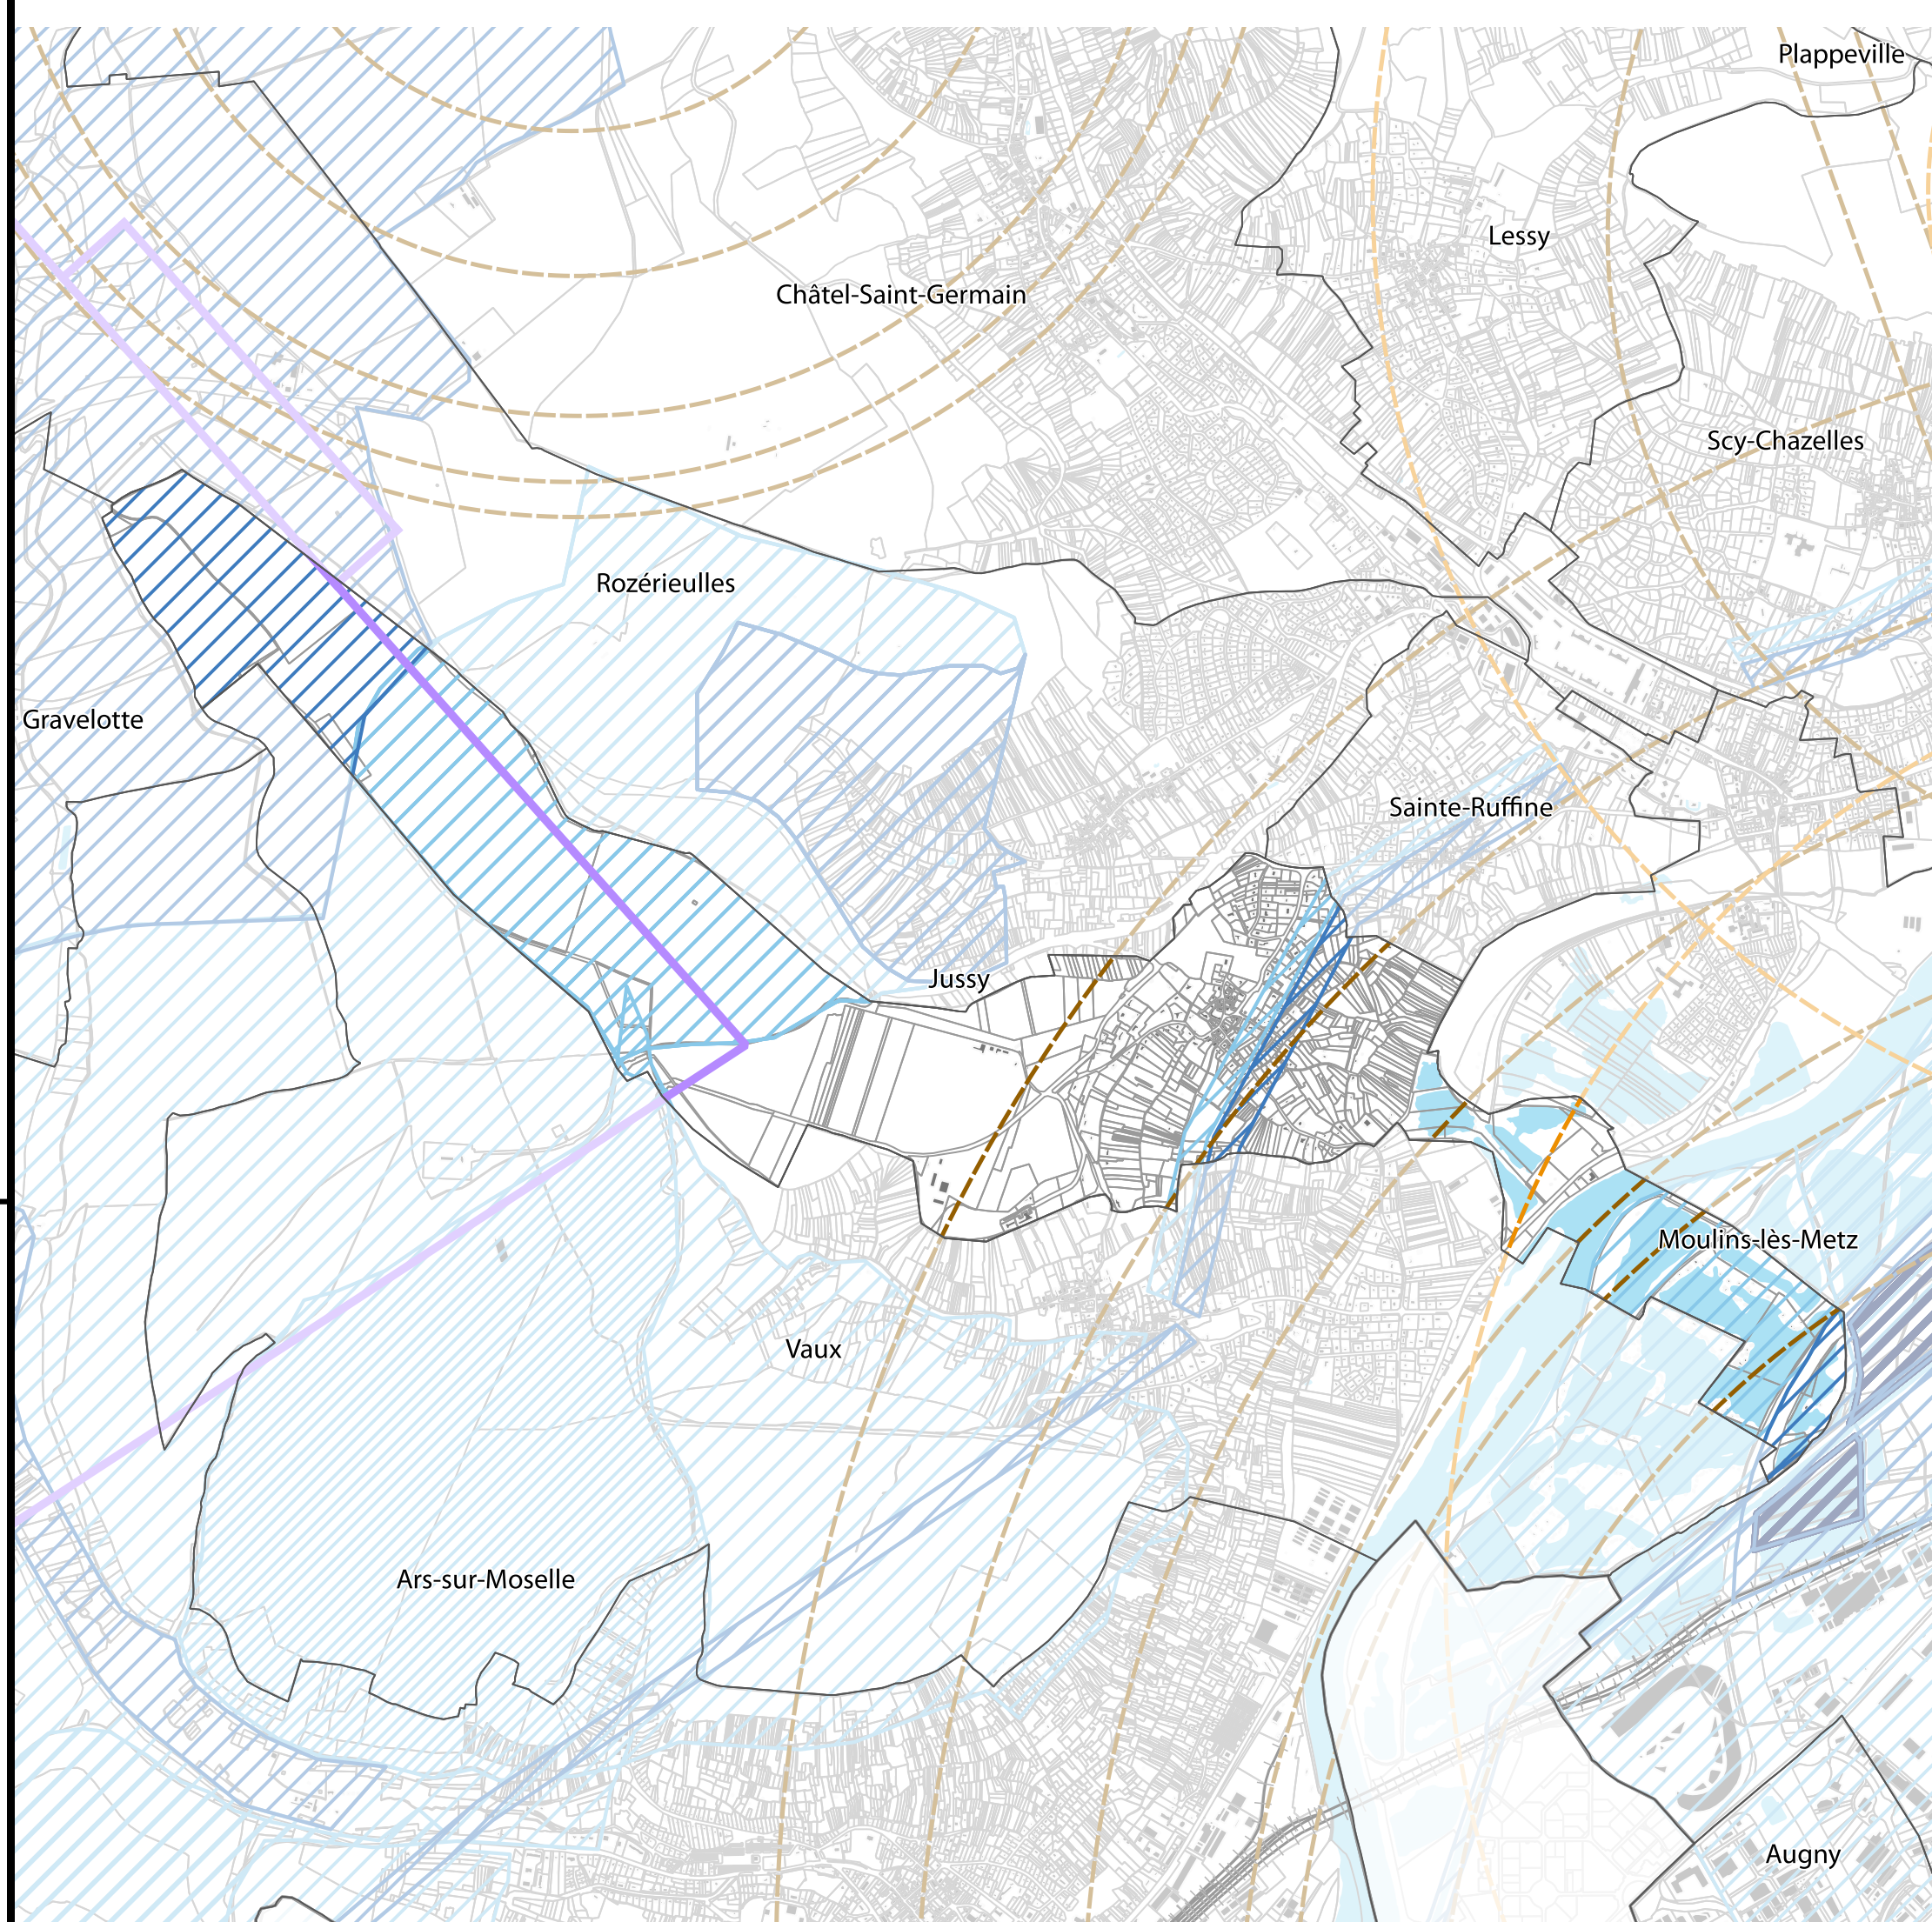 Plappeville
Lessy
Châtel-Saint-Germain
Scy-Chazelles
Rozérieulles
Gravelotte
Sainte-Ruffine
Jussy
Moulins-lès-Metz
Vaux
Ars-sur-Moselle
Augny